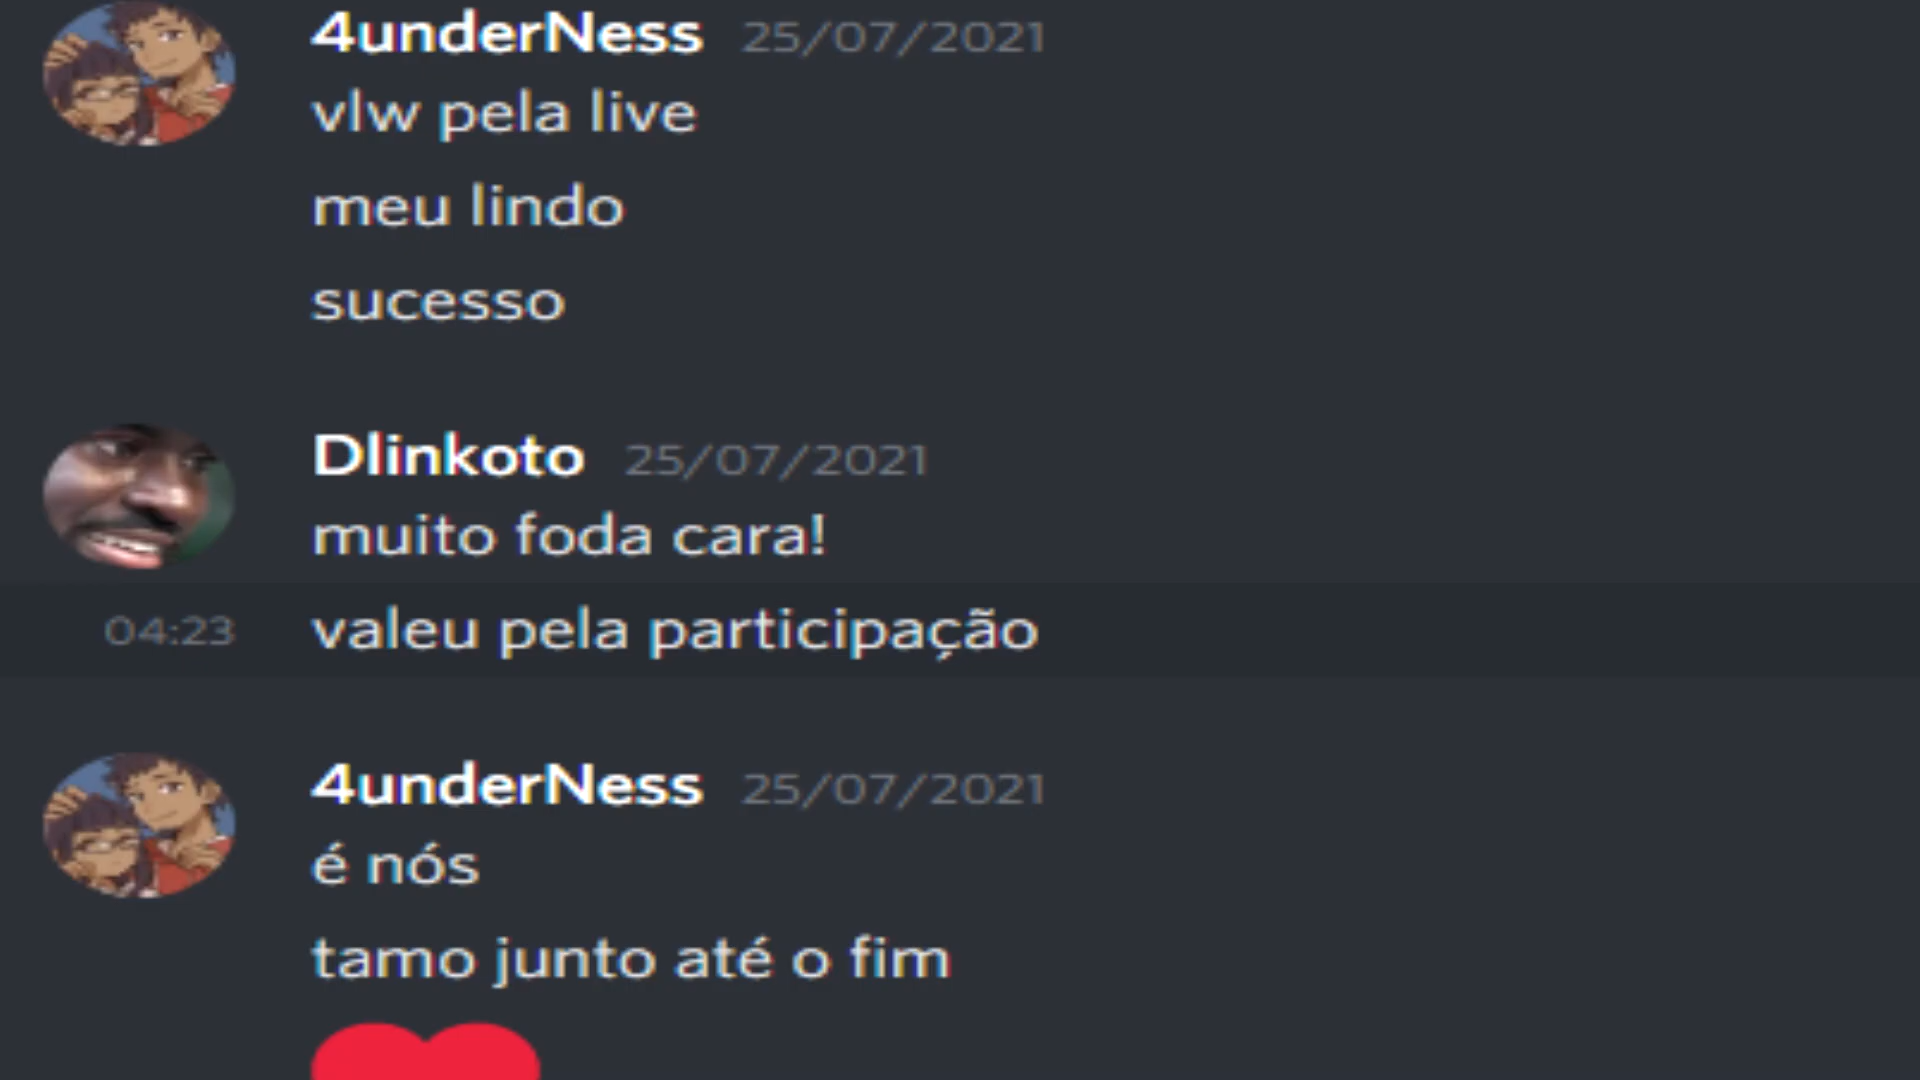 4underNess 25/07/2021
vlw pela live
meu lindo
sucesso
Dlinkoto 25/07/2021
muito foda cara!
04:23 valeu pela participação
4underNess 25/07/2021
é nós
tamo junto até o fim